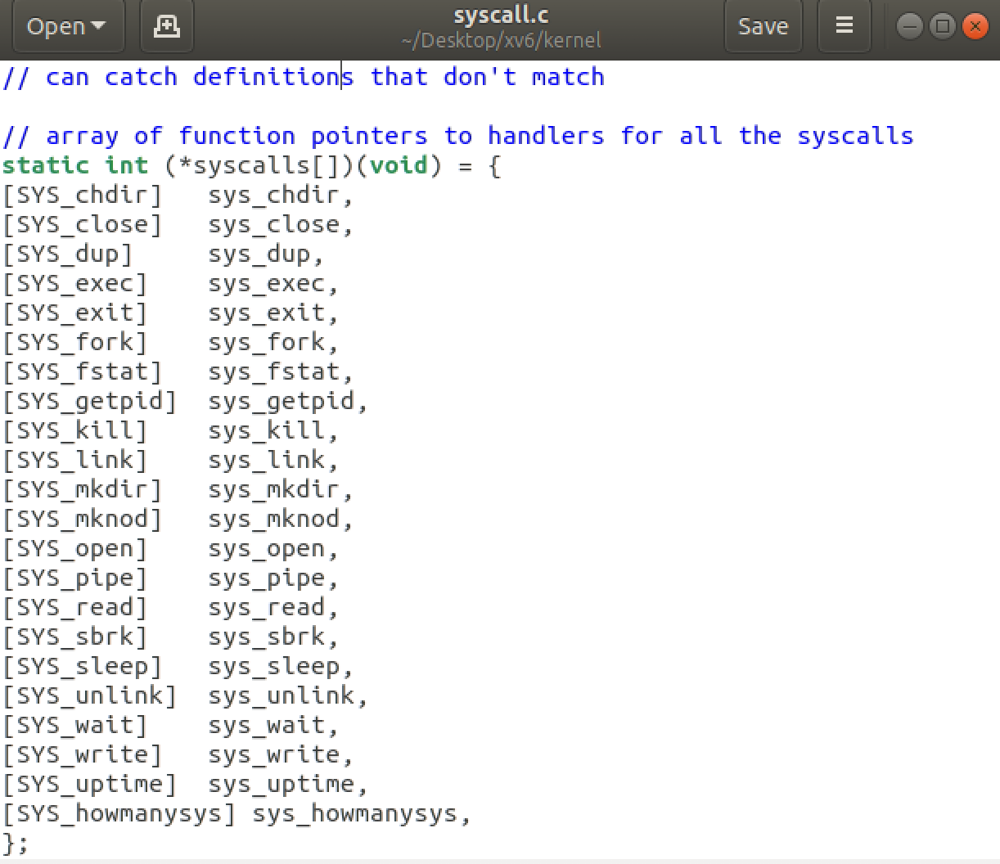 Open
syscall.c
~/Desktop/xv6/kernel
Save
// can catch definitions that don't match
// array of function pointers to handlers for all the syscalls
static int (*syscalls[])(void) = {
[SYS_chdir]   sys_chdir,
[SYS_close]   sys_close,
[SYS_dup]     sys_dup,
[SYS_exec]    sys_exec,
[SYS_exit]    sys_exit,
[SYS_fork]    sys_fork,
[SYS_fstat]   sys_fstat,
[SYS_getpid]  sys_getpid,
[SYS_kill]    sys_kill,
[SYS_link]    sys_link,
[SYS_mkdir]   sys_mkdir,
[SYS_mknod]   sys_mknod,
[SYS_open]    sys_open,
[SYS_pipe]    sys_pipe,
[SYS_read]    sys_read,
[SYS_sbrk]    sys_sbrk,
[SYS_sleep]   sys_sleep,
[SYS_unlink]  sys_unlink,
[SYS_wait]    sys_wait,
[SYS_write]   sys_write,
[SYS_uptime]  sys_uptime,
[SYS_howmanysys] sys_howmanysys,
};